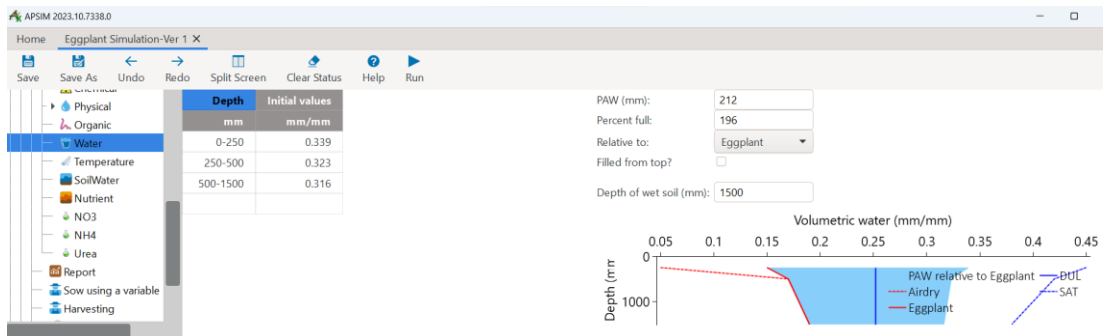 APSIM 2023.10.7338.0
Home Eggplant Simulation-Ver 1 ✕
Save Save As Undo Redo Split Screen Clear Status Help Run
Chemical
Physical
Organic
Water
Temperature
SoilWater
Nutrient
NO3
NH4
Urea
Report
Sow using a variable
Harvesting
Depth Initial values
mm mm/mm
0-250 0.339
250-500 0.323
500-1500 0.316
PAW (mm): 212
Percent full: 196
Relative to: Eggplant
Filled from top?
Depth of wet soil (mm): 1500
Volumetric water (mm/mm)
0.05 0.1 0.15 0.2 0.25 0.3 0.35 0.4 0.45
0
1000
Depth (mm
PAW relative to Eggplant DUL
Airdry SAT
Eggplant